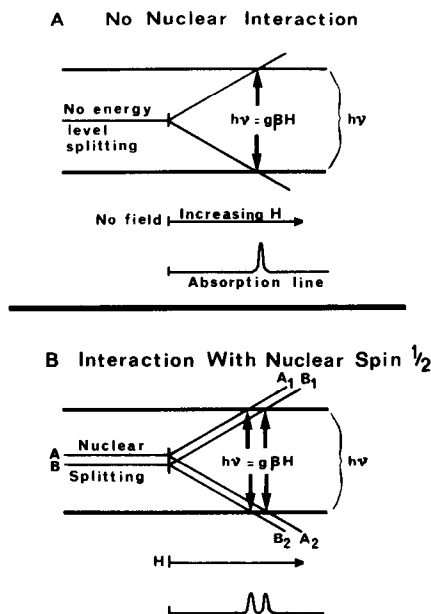 A No Nuclear Interaction
No energy
level
splitting
hν = gβH
hν
No field
Increasing H
Absorption line
B Interaction With Nuclear Spin ½
A₁ B₁
A
Nuclear
B
Splitting
hν = gβH
hν
B₂ A₂
H